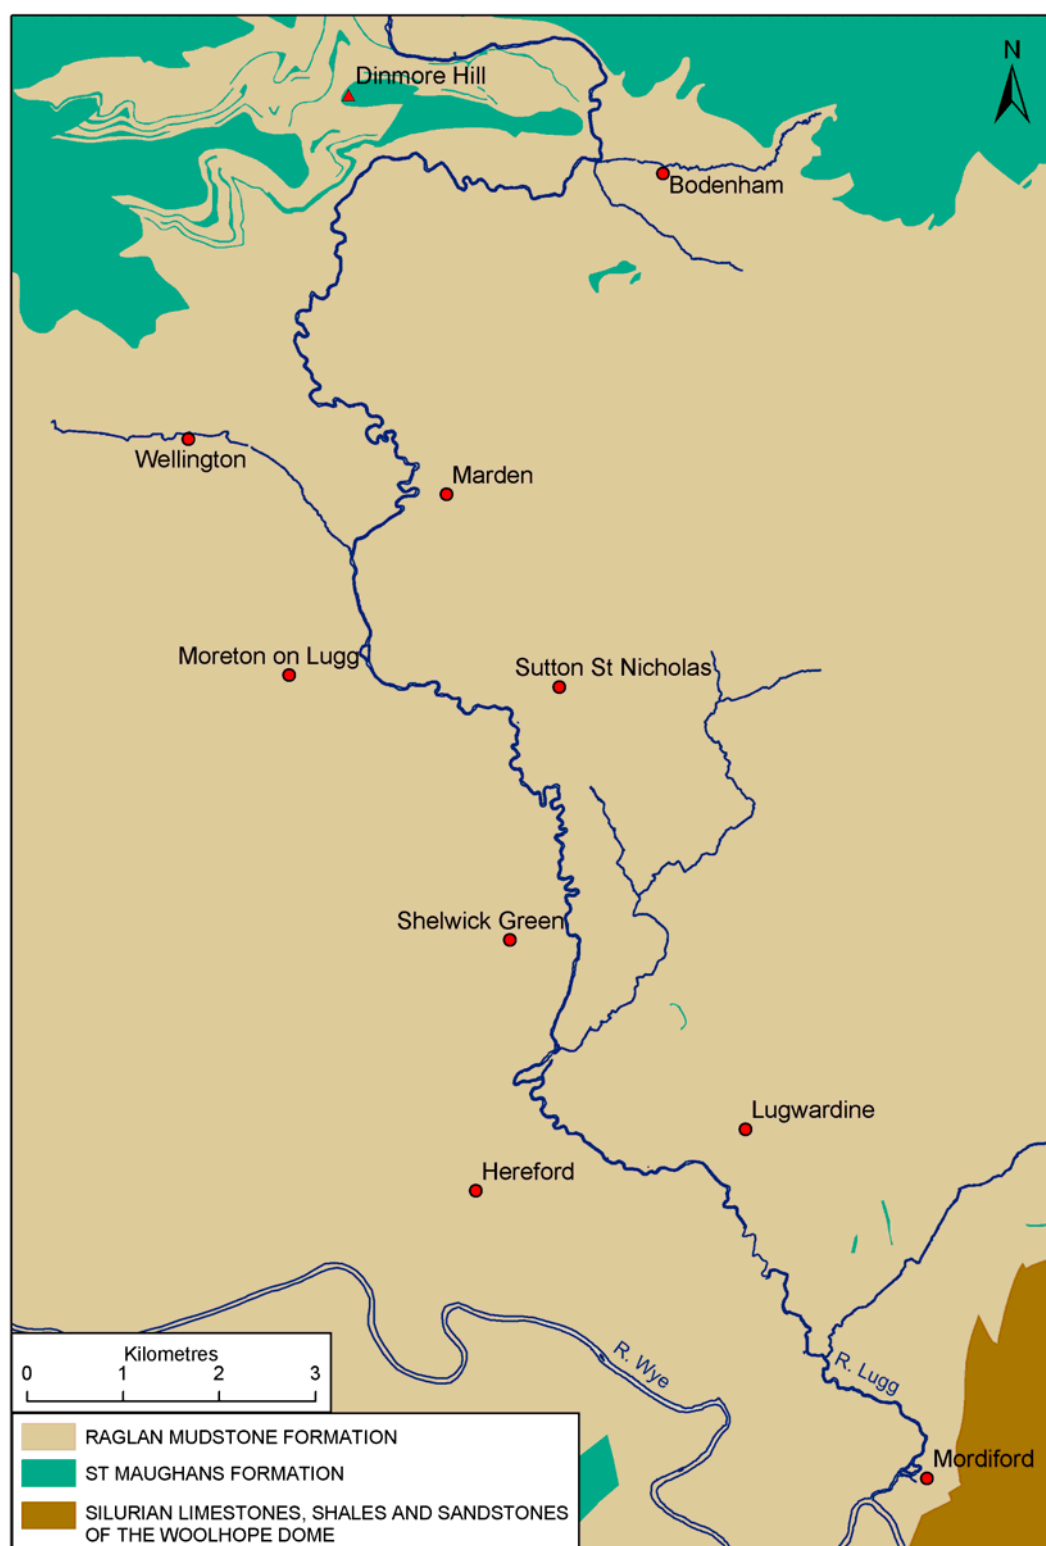 N
Dinmore Hill
Bodenham
Wellington
Marden
Moreton on Lugg
Sutton St Nicholas
Shelwick Green
Lugwardine
Hereford
R. Wye
R. Lugg
Mordiford
Kilometres
0 1 2 3
RAGLAN MUDSTONE FORMATION
ST MAUGHANS FORMATION
SILURIAN LIMESTONES, SHALES AND SANDSTONES
OF THE WOOLHOPE DOME